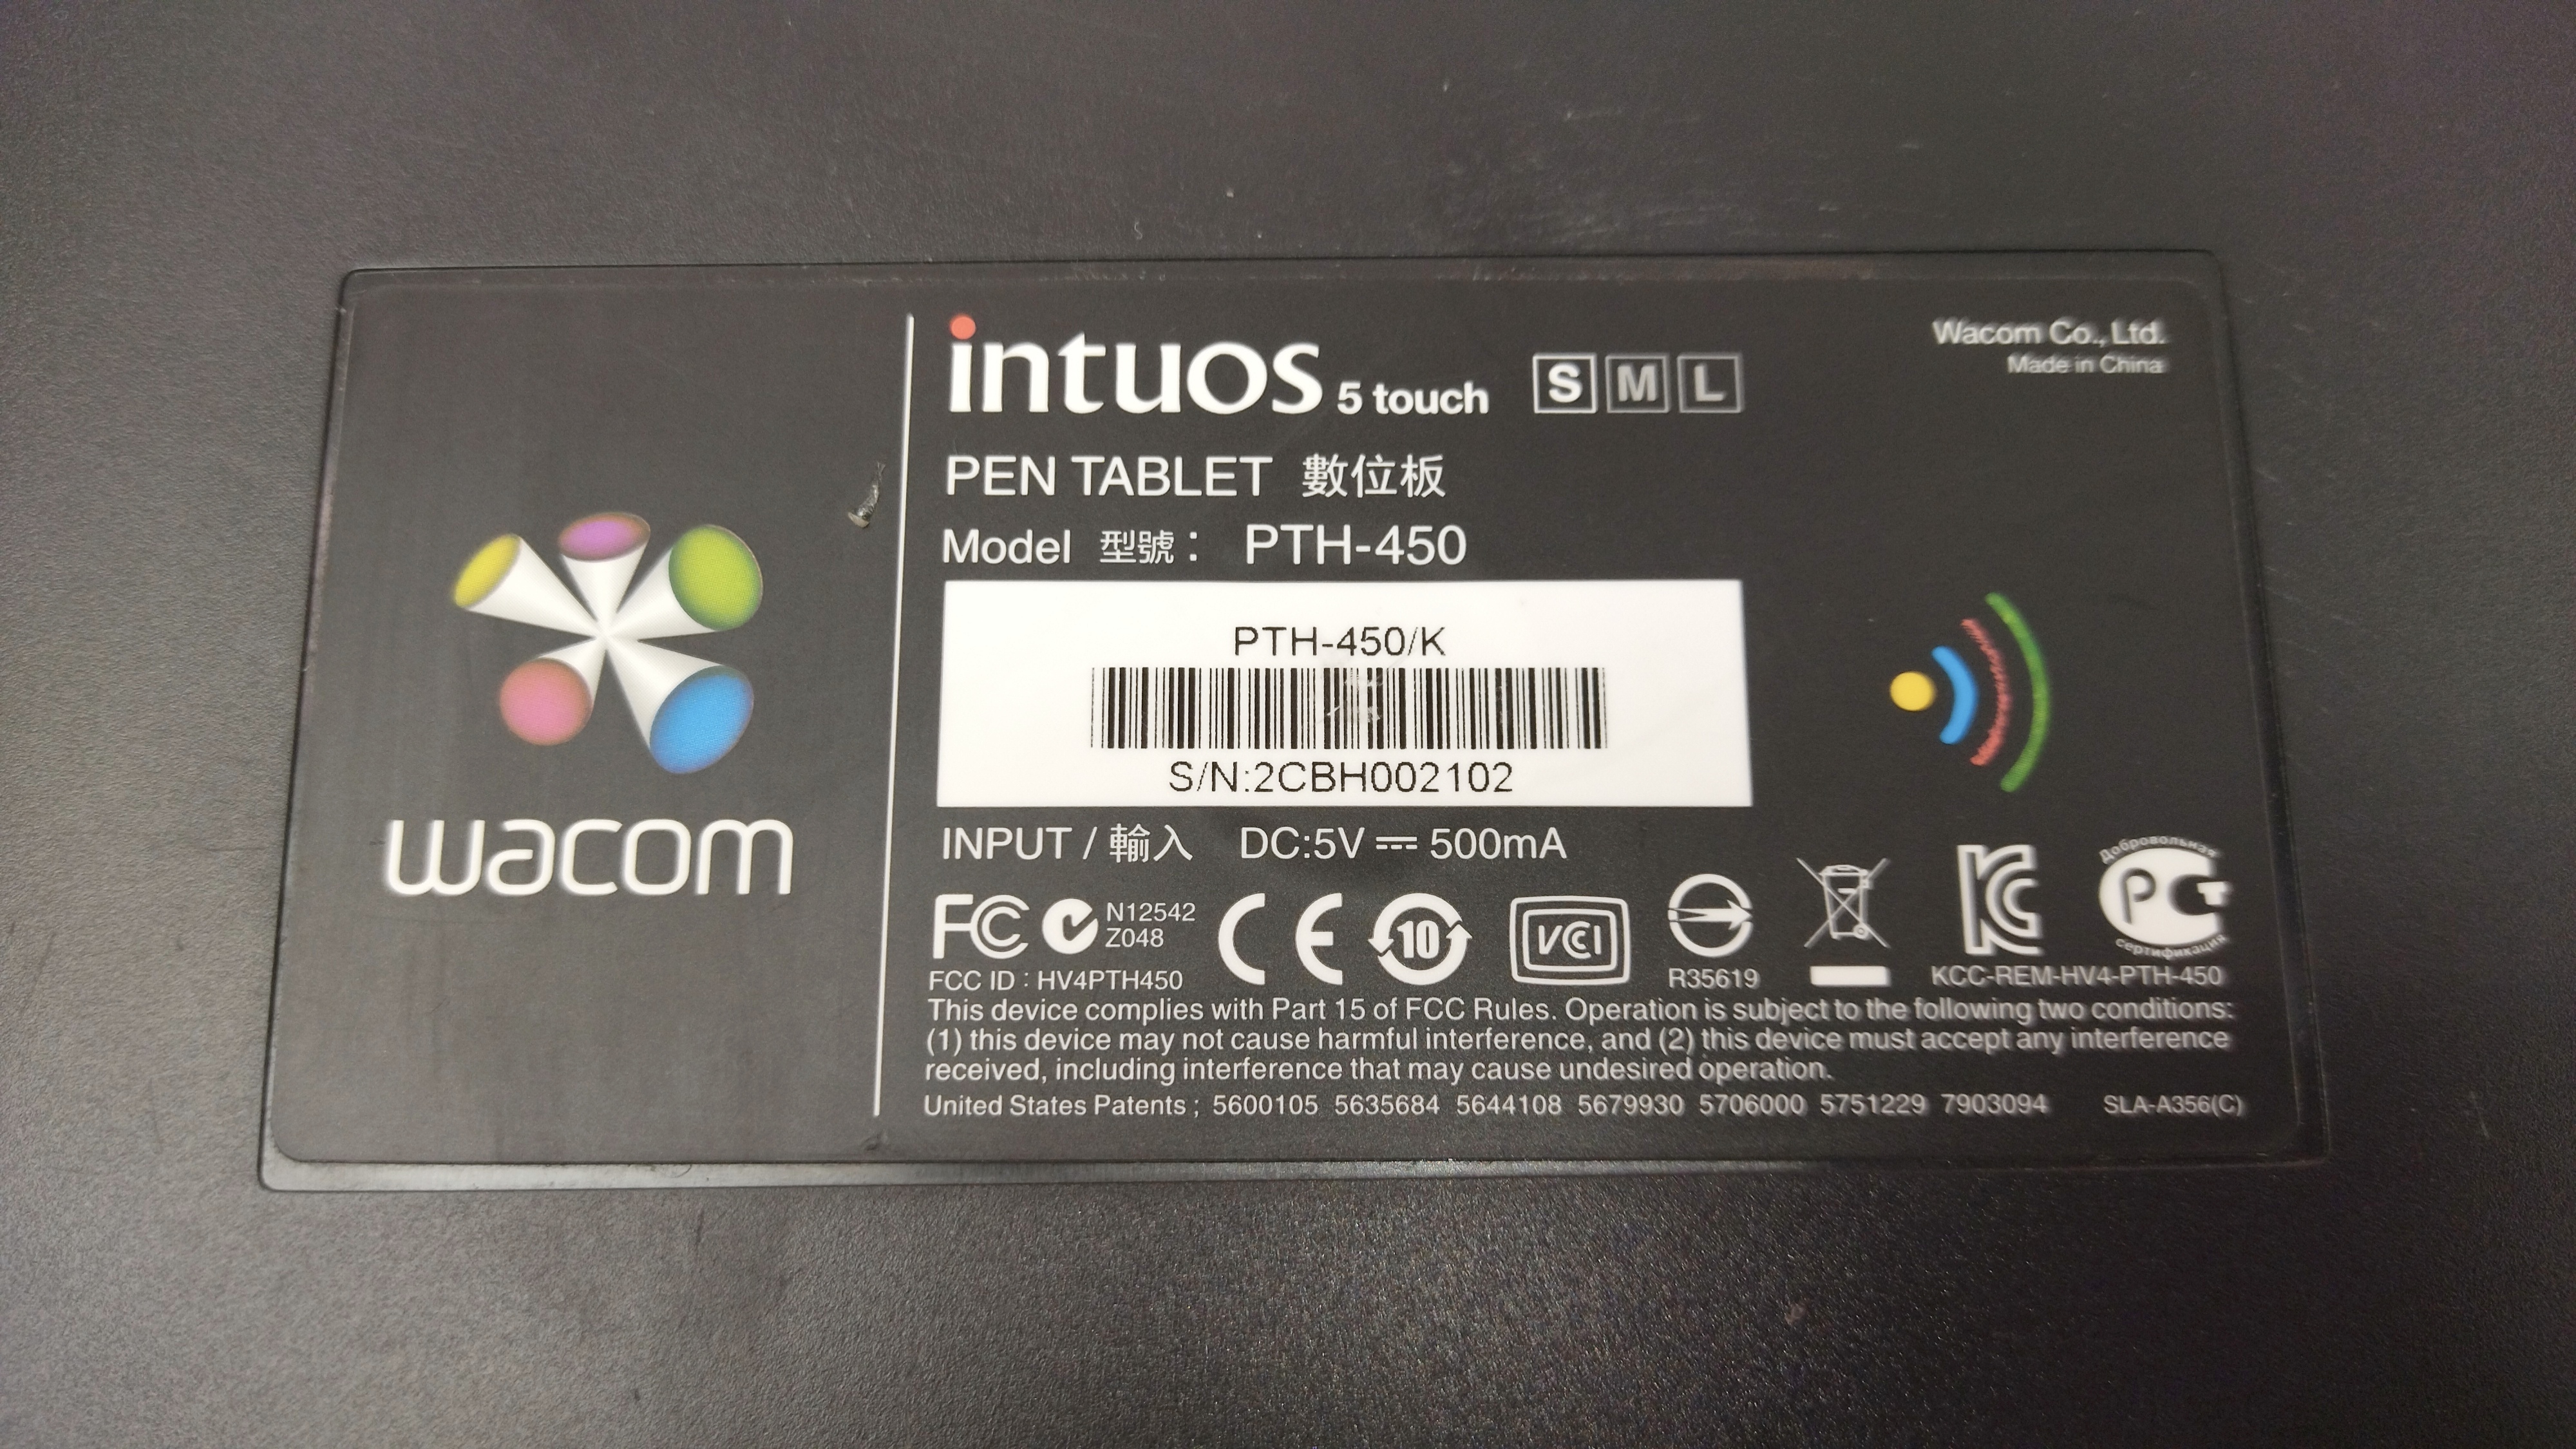 intuos 5 touch S M L
Wacom Co., Ltd.
Made in China
PEN TABLET 數位板
Model 型號： PTH-450
PTH-450/K
S/N:2CBH002102
wacom
INPUT / 輸入 DC:5V ⎓ 500mA
FC N12542
Z048
CE 10 VCI
R35619
KC
Добровольная
РСТ
сертификация
FCC ID : HV4PTH450
KCC-REM-HV4-PTH-450
This device complies with Part 15 of FCC Rules. Operation is subject to the following two conditions:
(1) this device may not cause harmful interference, and (2) this device must accept any interference
received, including interference that may cause undesired operation.
United States Patents ; 5600105 5635684 5644108 5679930 5706000 5751229 7903094 SLA-A356(C)